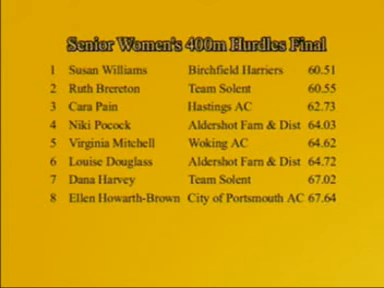 Senior Women's 400m Hurdles Final
1 Susan Williams Birchfield Harriers 60.51
2 Ruth Brereton Team Solent 60.55
3 Cara Pain Hastings AC 62.73
4 Niki Pocock Aldershot Farn & Dist 64.03
5 Virginia Mitchell Woking AC 64.62
6 Louise Douglass Aldershot Farn & Dist 64.72
7 Dana Harvey Team Solent 67.02
8 Ellen Howarth-Brown City of Portsmouth AC 67.64